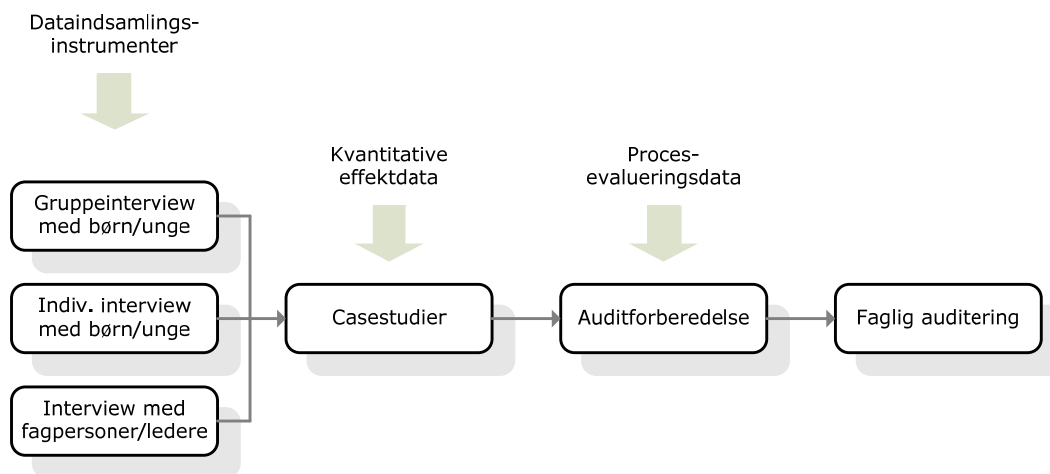 Dataindsamlings-
instrumenter
Kvantitative
effektdata
Proces-
evalueringsdata
Gruppeinterview
med børn/unge
Indiv. interview
med børn/unge
Interview med
fagpersoner/ledere
Casestudier
Auditforberedelse
Faglig auditering